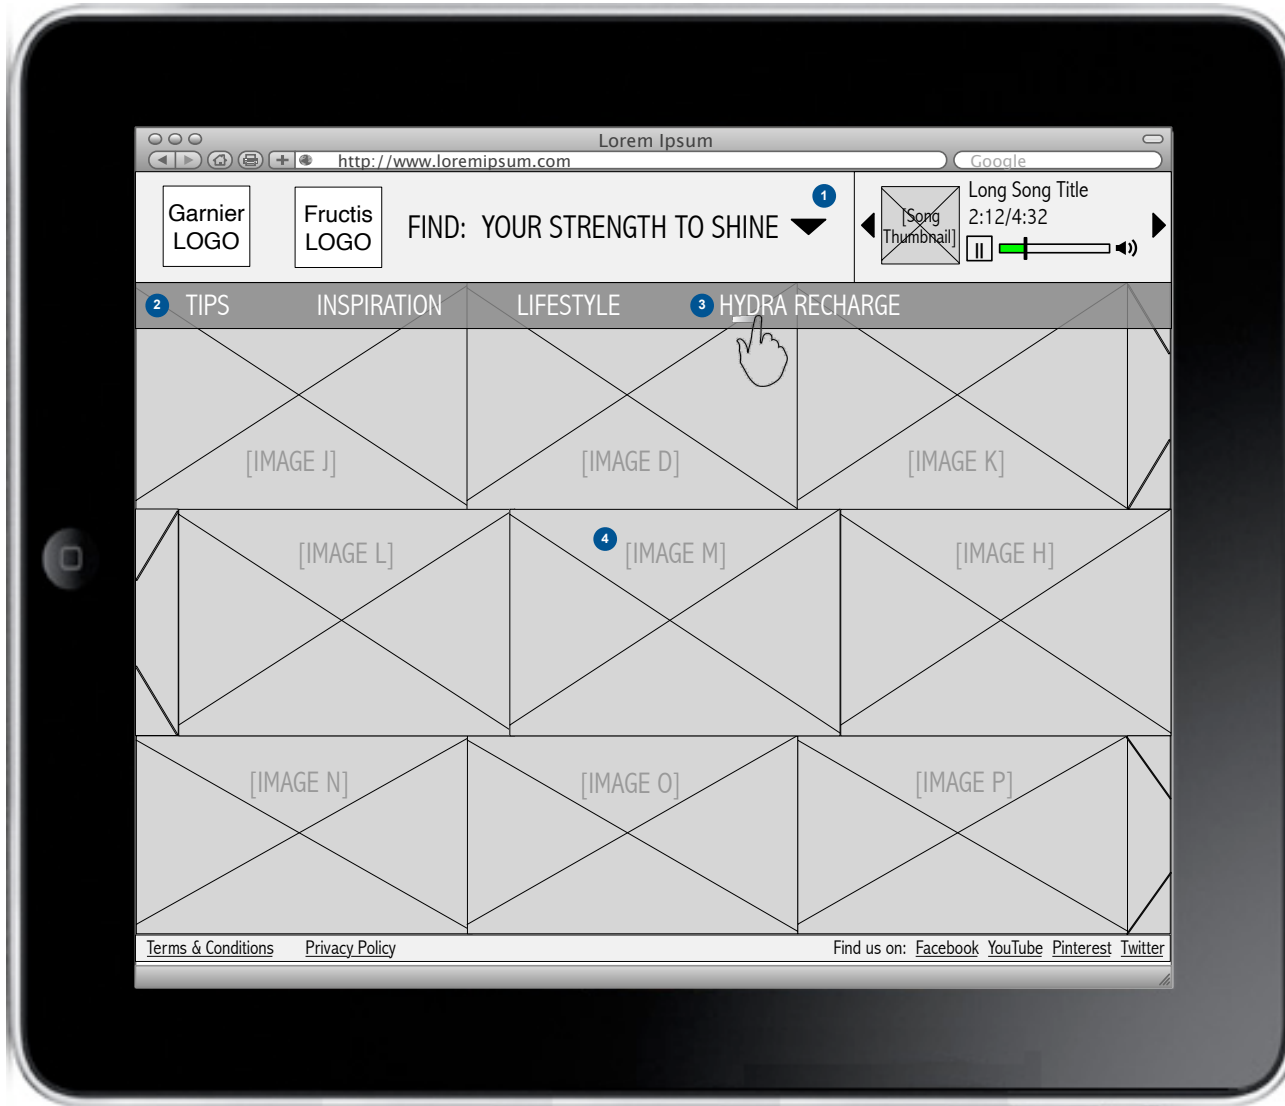 Lorem Ipsum
http://www.loremipsum.com
Google
Garnier
LOGO
Fructis
LOGO
FIND: YOUR STRENGTH TO SHINE
1
[Song
Thumbnail]
Long Song Title
2:12/4:32
2 TIPS INSPIRATION LIFESTYLE 3 HYDRA RECHARGE
[IMAGE J] [IMAGE D] [IMAGE K]
[IMAGE L] 4 [IMAGE M] [IMAGE H]
[IMAGE N] [IMAGE O] [IMAGE P]
Terms & Conditions Privacy Policy Find us on: Facebook YouTube Pinterest Twitter